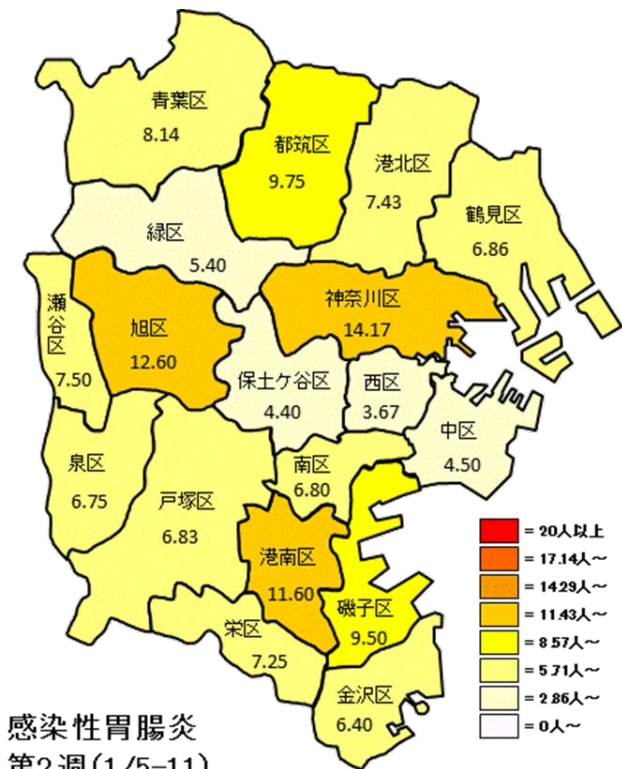 青葉区
8.14
都筑区
9.75
港北区
7.43
鶴見区
6.86
緑区
5.40
瀬谷区
7.50
旭区
12.60
神奈川区
14.17
保土ケ谷区
4.40
西区
3.67
中区
4.50
泉区
6.75
戸塚区
6.83
南区
6.80
港南区
11.60
磯子区
9.50
栄区
7.25
金沢区
6.40
=20人以上
=17.14人～
=14.29人～
=11.43人～
=8.57人～
=5.71人～
=2.86人～
=0人～
感染性胃腸炎
第2週(1/5-11)